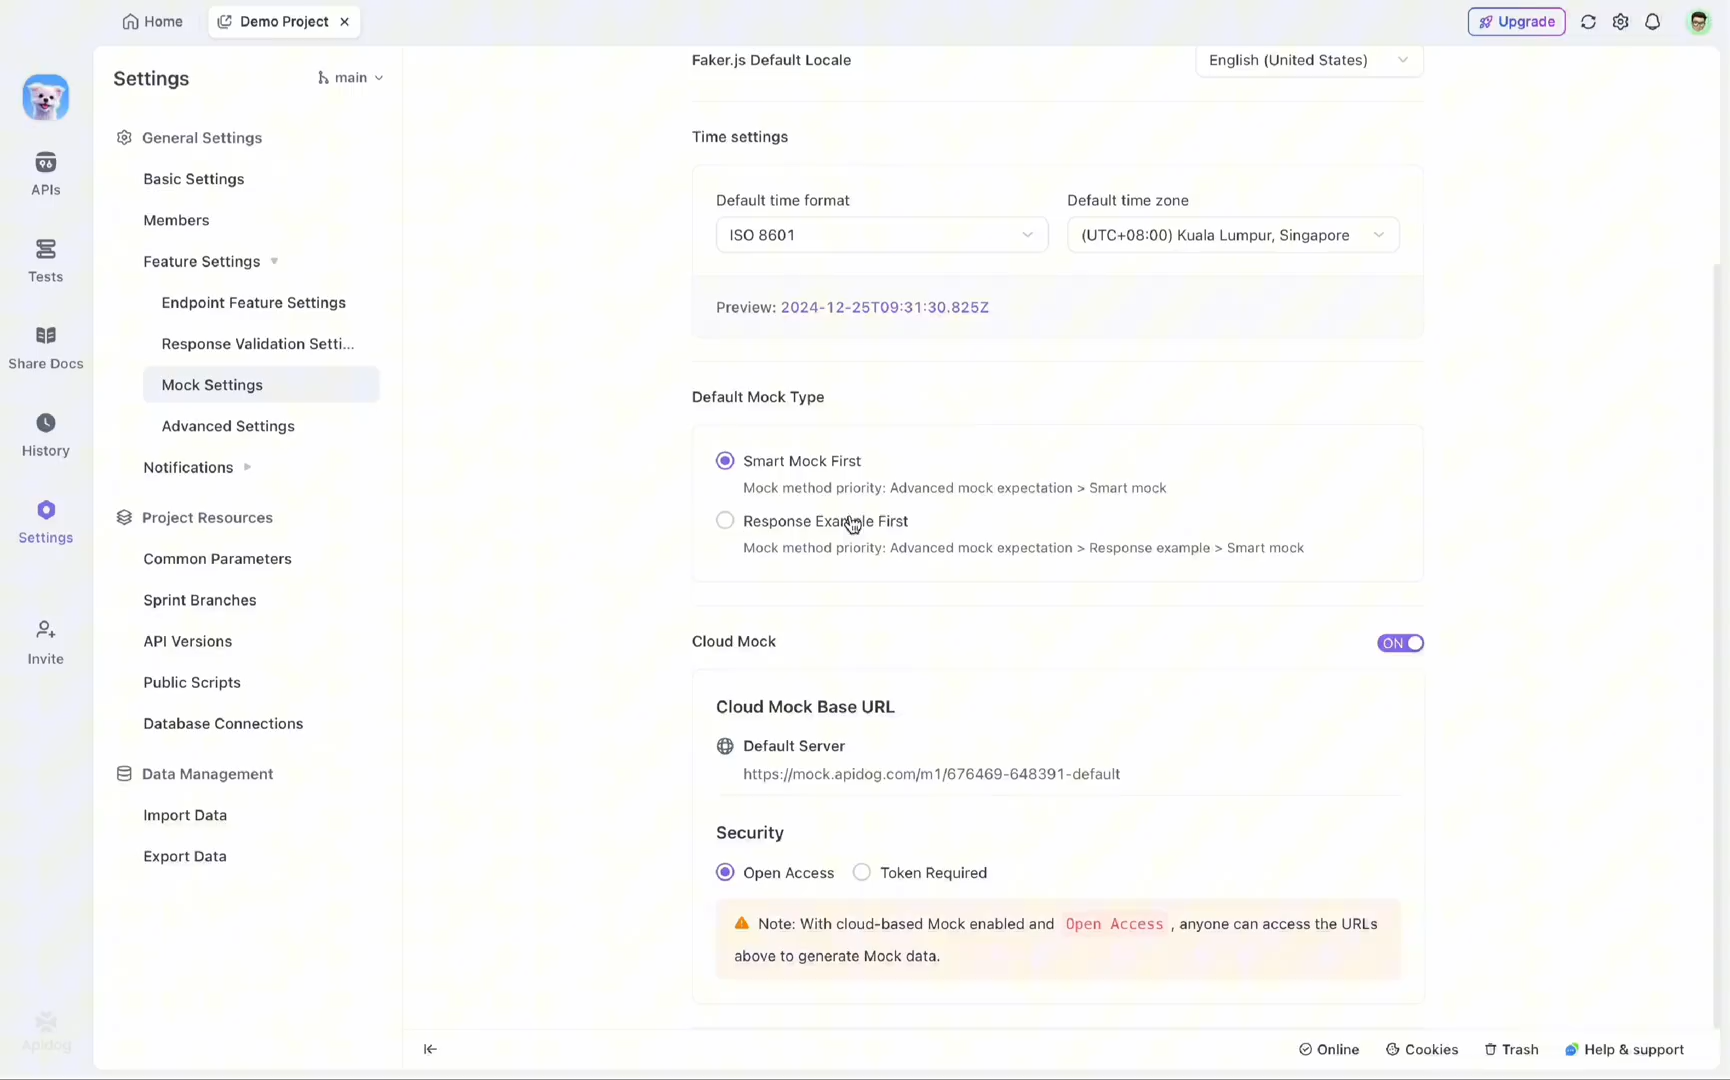 Home
Demo Project
Upgrade
APIs
Tests
Share Docs
History
Settings
Invite
Apidog
Settings
main
General Settings
Basic Settings
Members
Feature Settings
Endpoint Feature Settings
Response Validation Setti...
Mock Settings
Advanced Settings
Notifications
Project Resources
Common Parameters
Sprint Branches
API Versions
Public Scripts
Database Connections
Data Management
Import Data
Export Data
Faker.js Default Locale
English (United States)
Time settings
Default time format
Default time zone
ISO 8601
(UTC+08:00) Kuala Lumpur, Singapore
Preview: 2024-12-25T09:31:30.825Z
Default Mock Type
Smart Mock First
Mock method priority: Advanced mock expectation > Smart mock
Response Example First
Mock method priority: Advanced mock expectation > Response example > Smart mock
Cloud Mock
ON
Cloud Mock Base URL
Default Server
https://mock.apidog.com/m1/676469-648391-default
Security
Open Access
Token Required
Note: With cloud-based Mock enabled and Open Access , anyone can access the URLs
above to generate Mock data.
Online
Cookies
Trash
Help & support